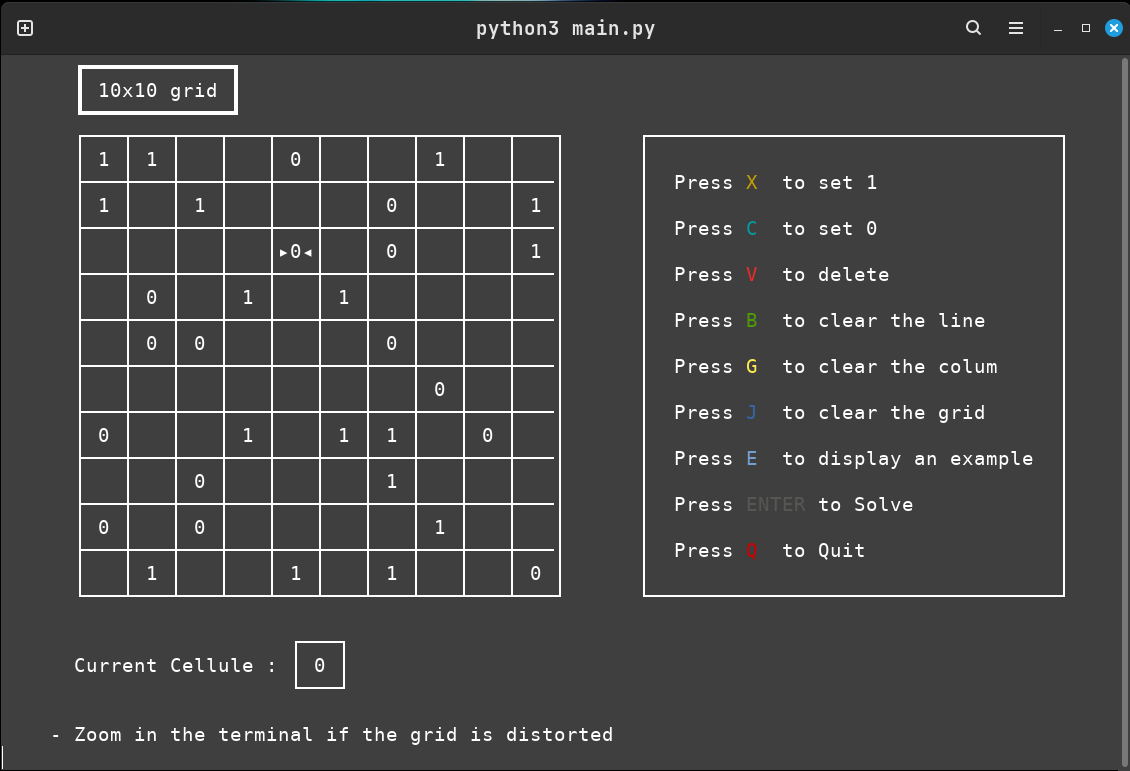 python3 main.py
10x10 grid
1 1 0 1
1 1 0 1
▸0◂ 0 1
0 1 1
0 0 0
0
0 1 1 1 0
0 1
0 0 1
1 1 1 0
Press X to set 1
Press C to set 0
Press V to delete
Press B to clear the line
Press G to clear the colum
Press J to clear the grid
Press E to display an example
Press ENTER to Solve
Press Q to Quit
Current Cellule : 0
- Zoom in the terminal if the grid is distorted